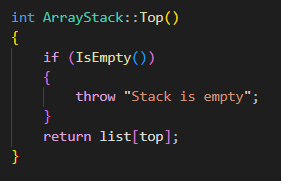 int ArrayStack::Top()
{
    if (IsEmpty())
    {
        throw "Stack is empty";
    }
    return list[top];
}